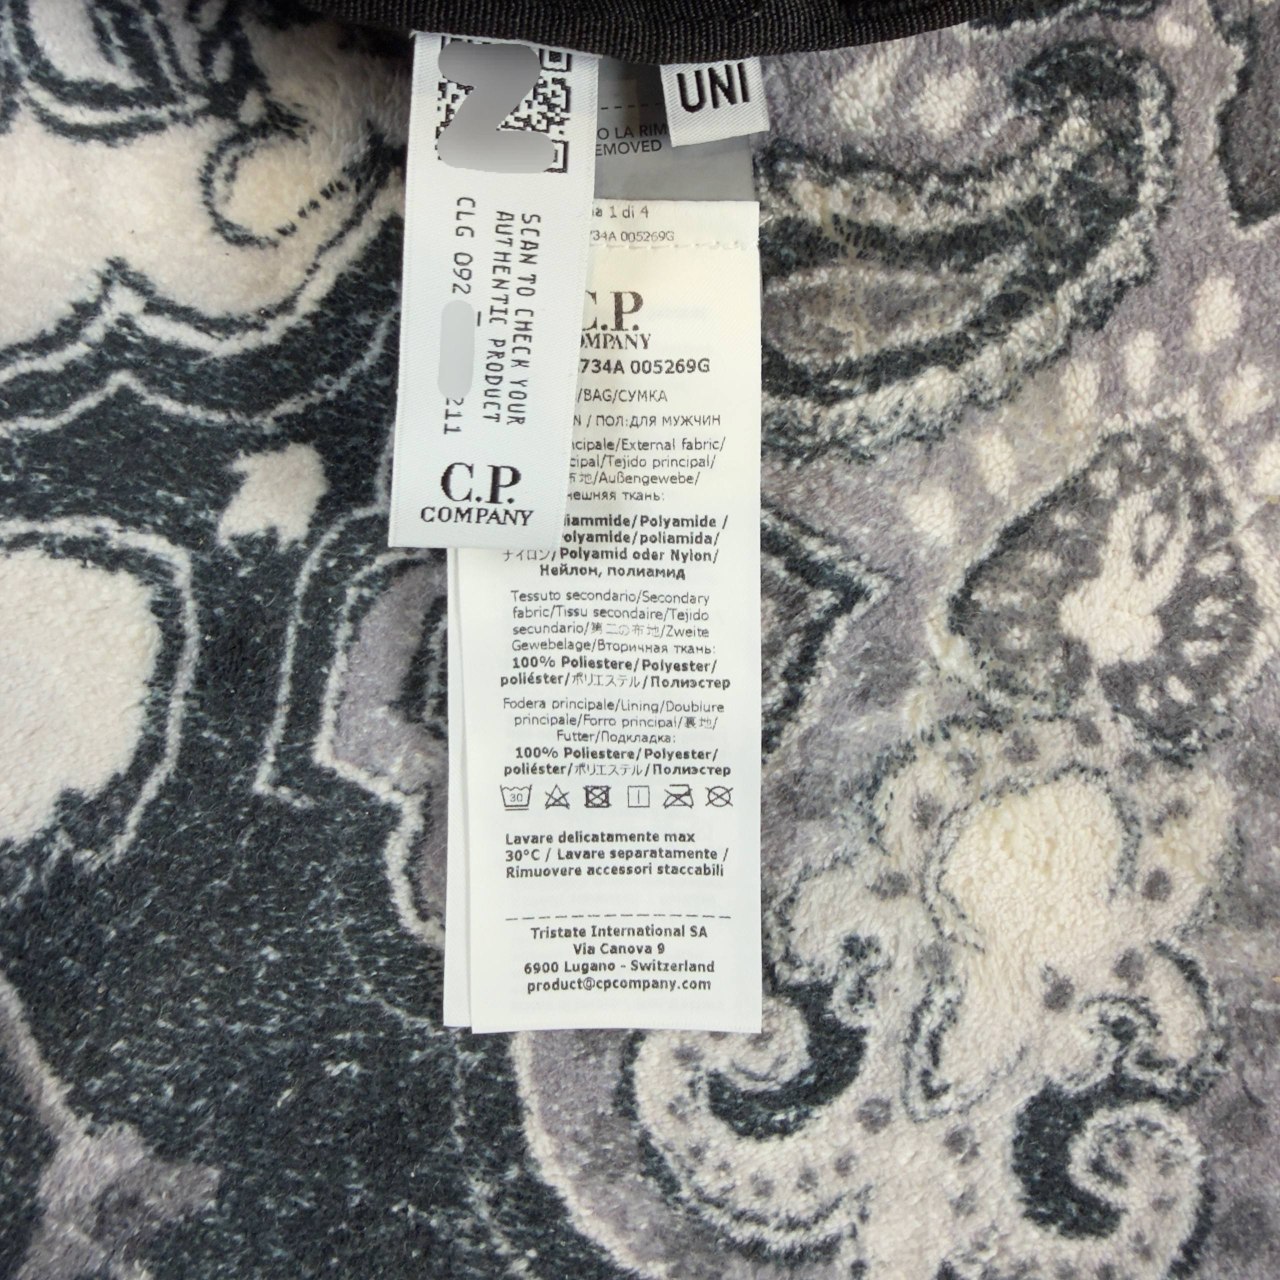 UNI
O LA RIM
EMOVED
SCAN TO CHECK YOUR
AUTHENTIC PRODUCT
CLG 092
211
C.P.
COMPANY
1 di 4
734A 005269G
C.P.
OMPANY
734A 005269G
/BAG/СУМКА
N / ПОЛ:ДЛЯ МУЖЧИН
ncipale/External fabric/
cipal/Tejido principal/
布地/Außengewebe/
нешняя ткань:
iammide/Polyamide /
olyamide/poliamida/
ナイロン/Polyamid oder Nylon/
Нейлон, полиамид
Tessuto secondario/Secondary
fabric/Tissu secondaire/Tejido
secundario/第二の布地/Zweite
Gewebelage/Вторичная ткань:
100% Poliestere/Polyester/
poliéster/ポリエステル/Полиэстер
Fodera principale/Lining/Doublure
principale/Forro principal/裏地/
Futter/Подкладка:
100% Poliestere/Polyester/
poliéster/ポリエステル/Полиэстер
30
Lavare delicatamente max
30°C / Lavare separatamente /
Rimuovere accessori staccabili
Tristate International SA
Via Canova 9
6900 Lugano - Switzerland
product@cpcompany.com